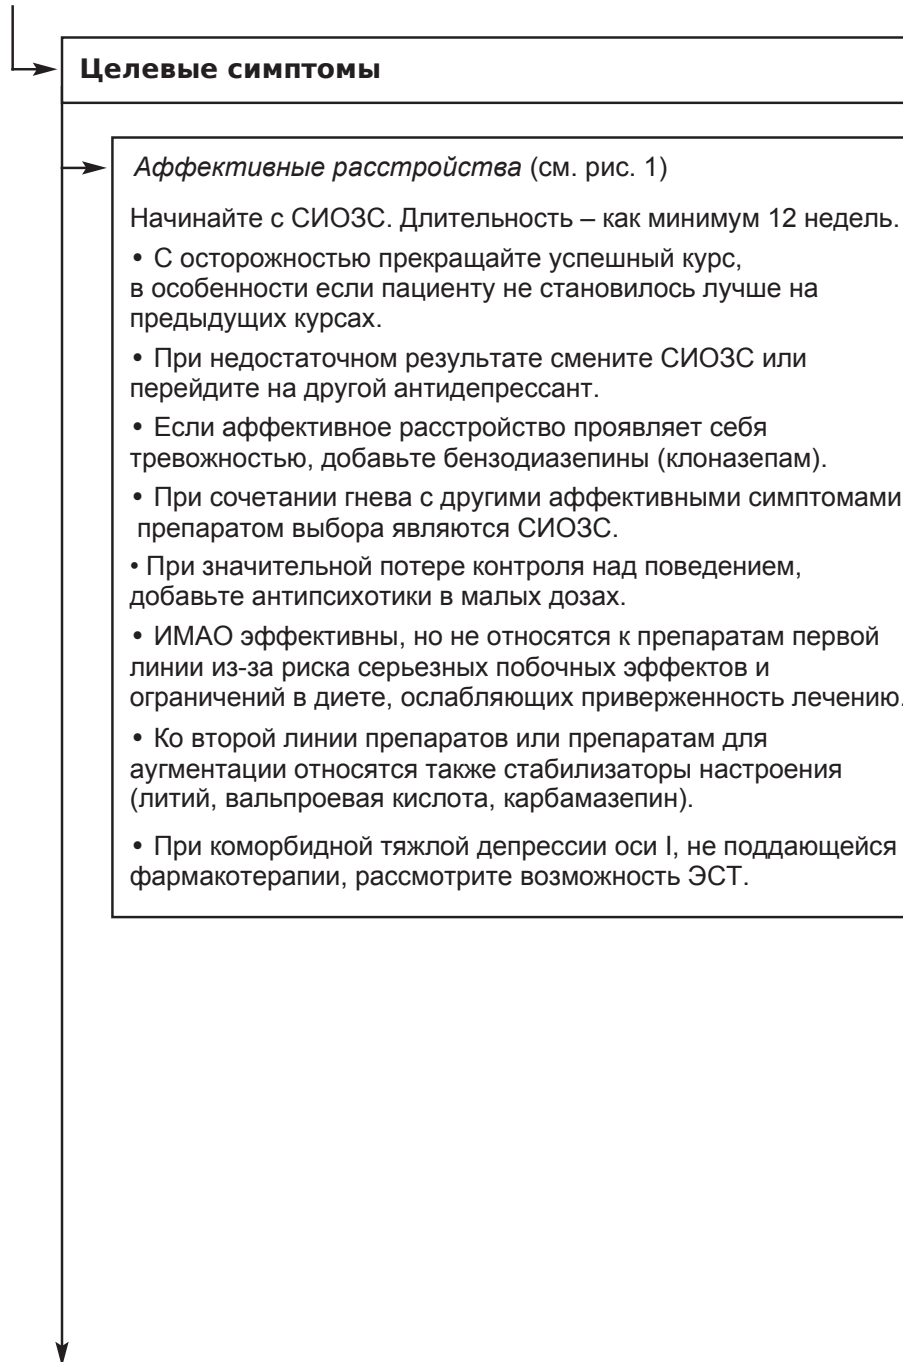 Целевые симптомы
Аффективные расстройства (см. рис. 1)
Начинайте с СИОЗС. Длительность – как минимум 12 недель.
• С осторожностью прекращайте успешный курс,
в особенности если пациенту не становилось лучше на
предыдущих курсах.
• При недостаточном результате смените СИОЗС или
перейдите на другой антидепрессант.
• Если аффективное расстройство проявляет себя
тревожностью, добавьте бензодиазепины (клоназепам).
• При сочетании гнева с другими аффективными симптомами
препаратом выбора являются СИОЗС.
• При значительной потере контроля над поведением,
добавьте антипсихотики в малых дозах.
• ИМАО эффективны, но не относятся к препаратам первой
линии из-за риска серьезных побочных эффектов и
ограничений в диете, ослабляющих приверженность лечению.
• Ко второй линии препаратов или препаратам для
аугментации относятся также стабилизаторы настроения
(литий, вальпроевая кислота, карбамазепин).
• При коморбидной тяжлой депрессии оси I, не поддающейся
фармакотерапии, рассмотрите возможность ЭСТ.